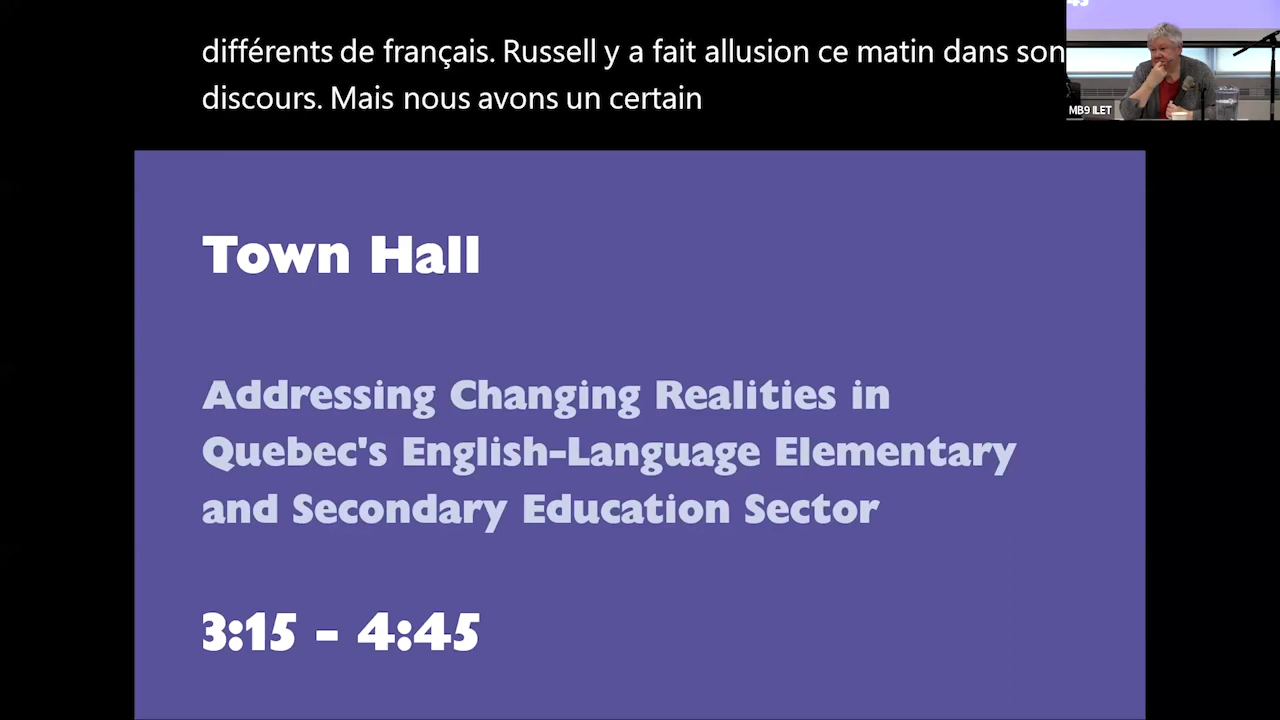 différents de français. Russell y a fait allusion ce matin dans son
discours. Mais nous avons un certain
MB9 ILET
Town Hall
Addressing Changing Realities in
Quebec's English-Language Elementary
and Secondary Education Sector
3:15 - 4:45